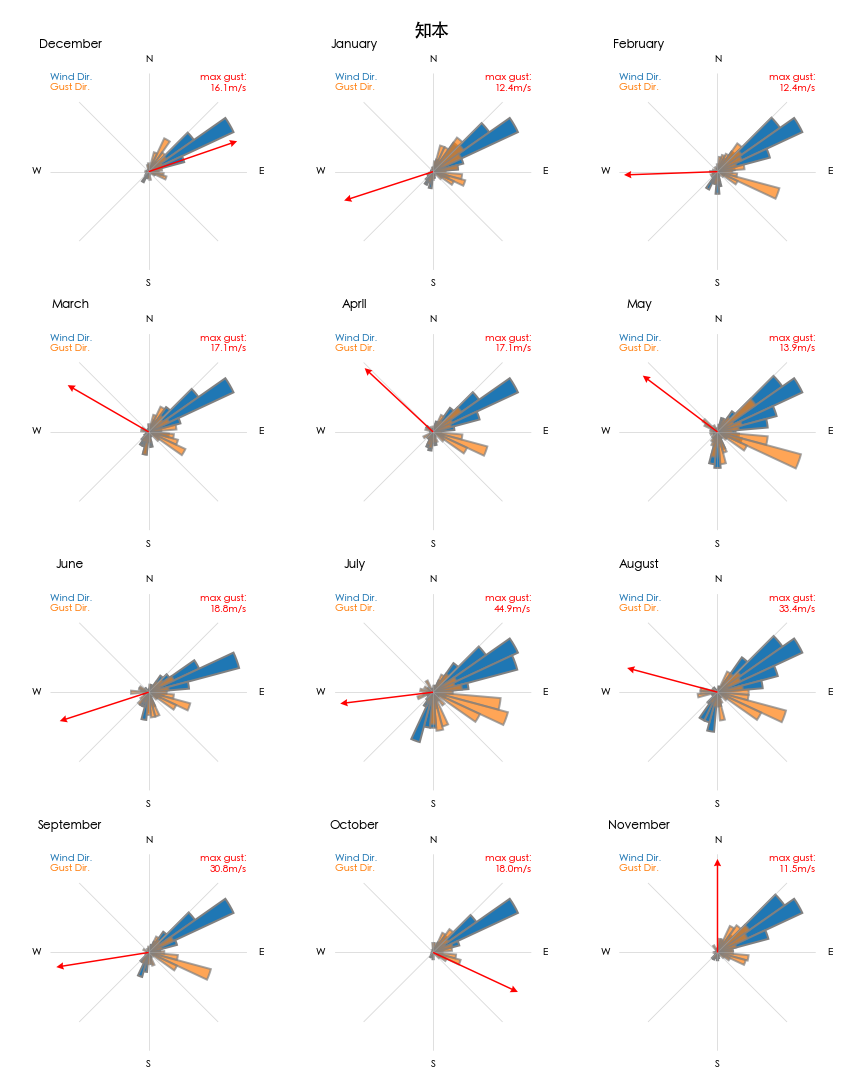 知本
December
January
February
N
N
N
Wind Dir.
Gust Dir.
max gust:
16.1m/s
Wind Dir.
Gust Dir.
max gust:
12.4m/s
Wind Dir.
Gust Dir.
max gust:
12.4m/s
W
E
W
E
W
E
S
S
S
March
April
May
N
N
N
Wind Dir.
Gust Dir.
max gust:
17.1m/s
Wind Dir.
Gust Dir.
max gust:
17.1m/s
Wind Dir.
Gust Dir.
max gust:
13.9m/s
W
E
W
E
W
E
S
S
S
June
July
August
N
N
N
Wind Dir.
Gust Dir.
max gust:
18.8m/s
Wind Dir.
Gust Dir.
max gust:
44.9m/s
Wind Dir.
Gust Dir.
max gust:
33.4m/s
W
E
W
E
W
E
S
S
S
September
October
November
N
N
N
Wind Dir.
Gust Dir.
max gust:
30.8m/s
Wind Dir.
Gust Dir.
max gust:
18.0m/s
Wind Dir.
Gust Dir.
max gust:
11.5m/s
W
E
W
E
W
E
S
S
S